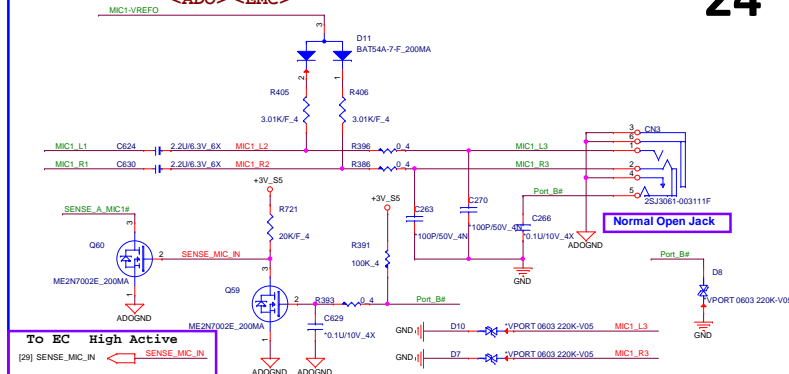 <ADO> <EMC>
24
MIC1-VREFO
3
D11
BAT54A-7-F_200MA
2
1
R405
R406
3.01K/F_4
3.01K/F_4
MIC1_L1
C624
2.2U/6.3V_6X
MIC1_L2
R396
0_4
MIC1_L3
MIC1_R1
C630
2.2U/6.3V_6X
MIC1_R2
R386
0_4
MIC1_R3
3
CN3
6
1
2
4
5
2SJ3061-003111F
Port_B#
Normal Open Jack
ADOGND
+3V_S5
+3V_S5
SENSE_A_MIC1#
R721
20K/F_4
C263
*100P/50V_4N
C270
*100P/50V_4N
C266
*0.1U/10V_4X
GND
3
Q60
2
SENSE_MIC_IN
ME2N7002E_200MA
1
ADOGND
R391
100K_4
3
Q59
2
R393
0_4
Port_B#
ME2N7002E_200MA
1
C629
*0.1U/10V_4X
ADOGND
ADOGND
Port_B#
D8
*VPORT 0603 220K-V05
GND
GND
D10
*VPORT 0603 220K-V05
MIC1_L3
GND
D7
*VPORT 0603 220K-V05
MIC1_R3
To EC High Active
[29] SENSE_MIC_IN
SENSE_MIC_IN